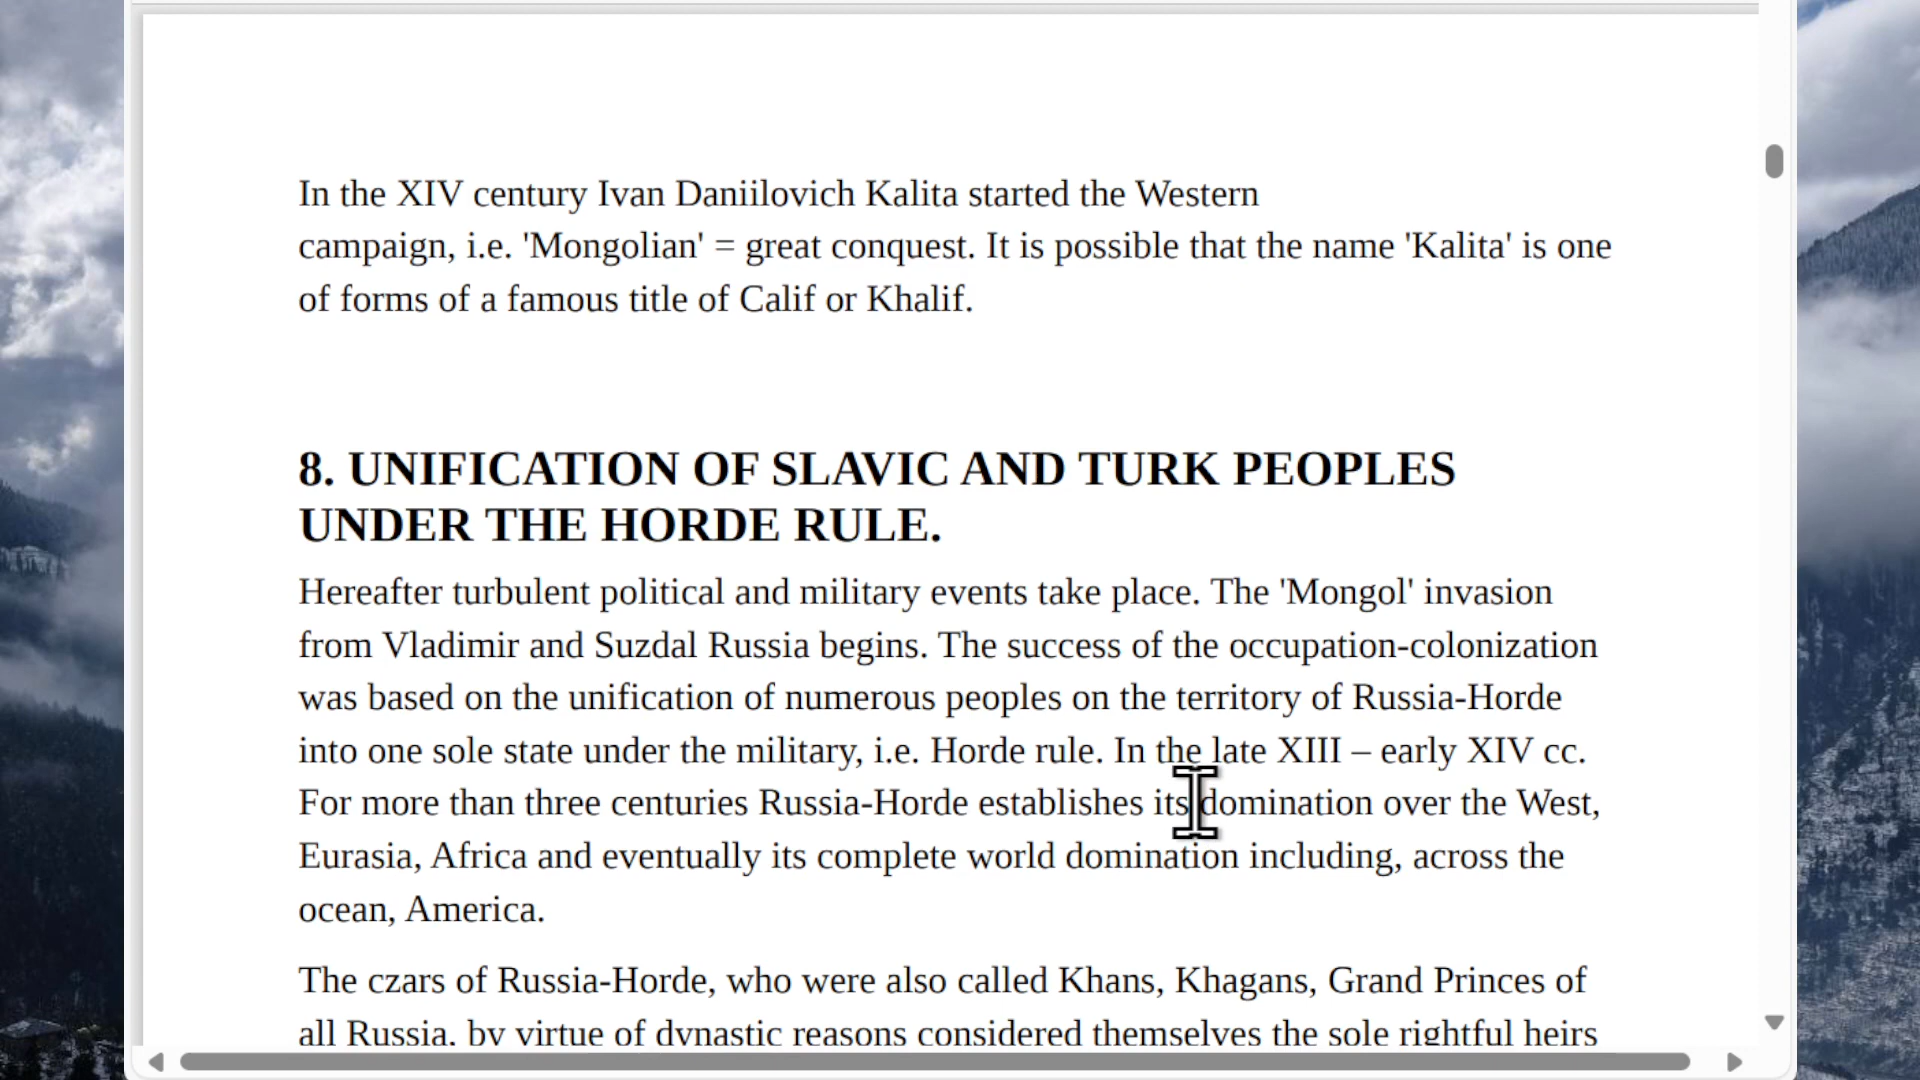 In the XIV century Ivan Daniilovich Kalita started the Western
campaign, i.e. 'Mongolian' = great conquest. It is possible that the name 'Kalita' is one
of forms of a famous title of Calif or Khalif.
8. UNIFICATION OF SLAVIC AND TURK PEOPLES
UNDER THE HORDE RULE.
Hereafter turbulent political and military events take place. The 'Mongol' invasion
from Vladimir and Suzdal Russia begins. The success of the occupation-colonization
was based on the unification of numerous peoples on the territory of Russia-Horde
into one sole state under the military, i.e. Horde rule. In the late XIII – early XIV cc.
For more than three centuries Russia-Horde establishes its domination over the West,
Eurasia, Africa and eventually its complete world domination including, across the
ocean, America.
The czars of Russia-Horde, who were also called Khans, Khagans, Grand Princes of
all Russia, by virtue of dynastic reasons considered themselves the sole rightful heirs